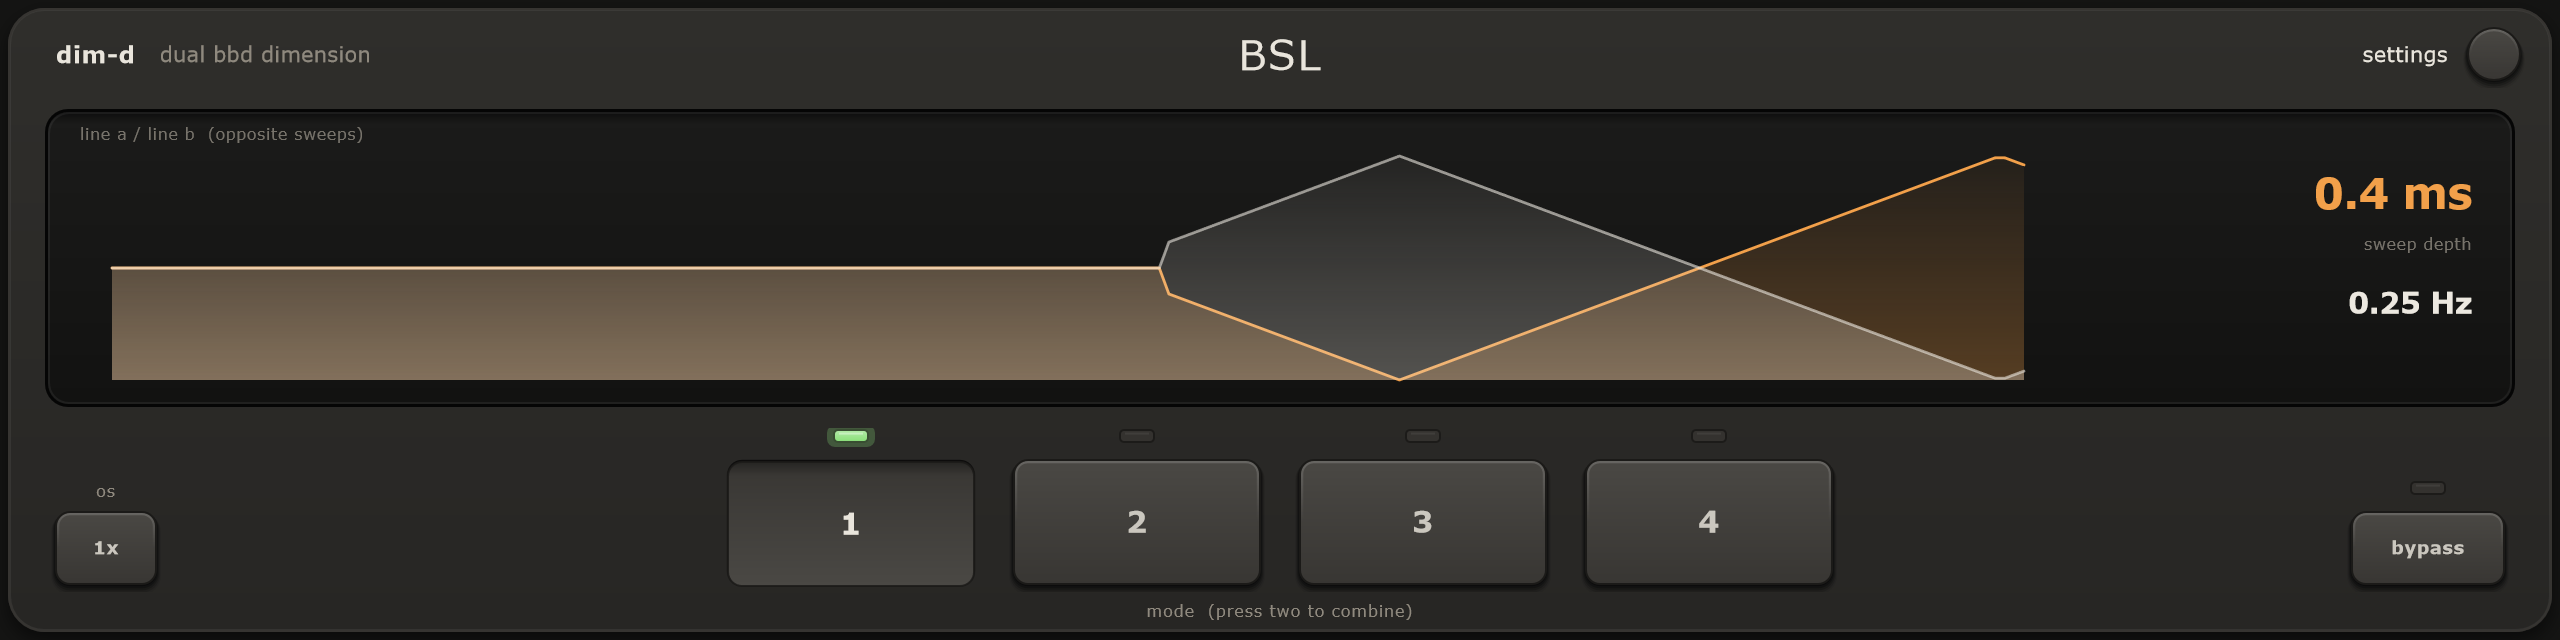 dim-d dual bbd dimension
BSL
settings
line a / line b (opposite sweeps)
0.4 ms
sweep depth
0.25 Hz
os
1x
1
2
3
4
bypass
mode (press two to combine)